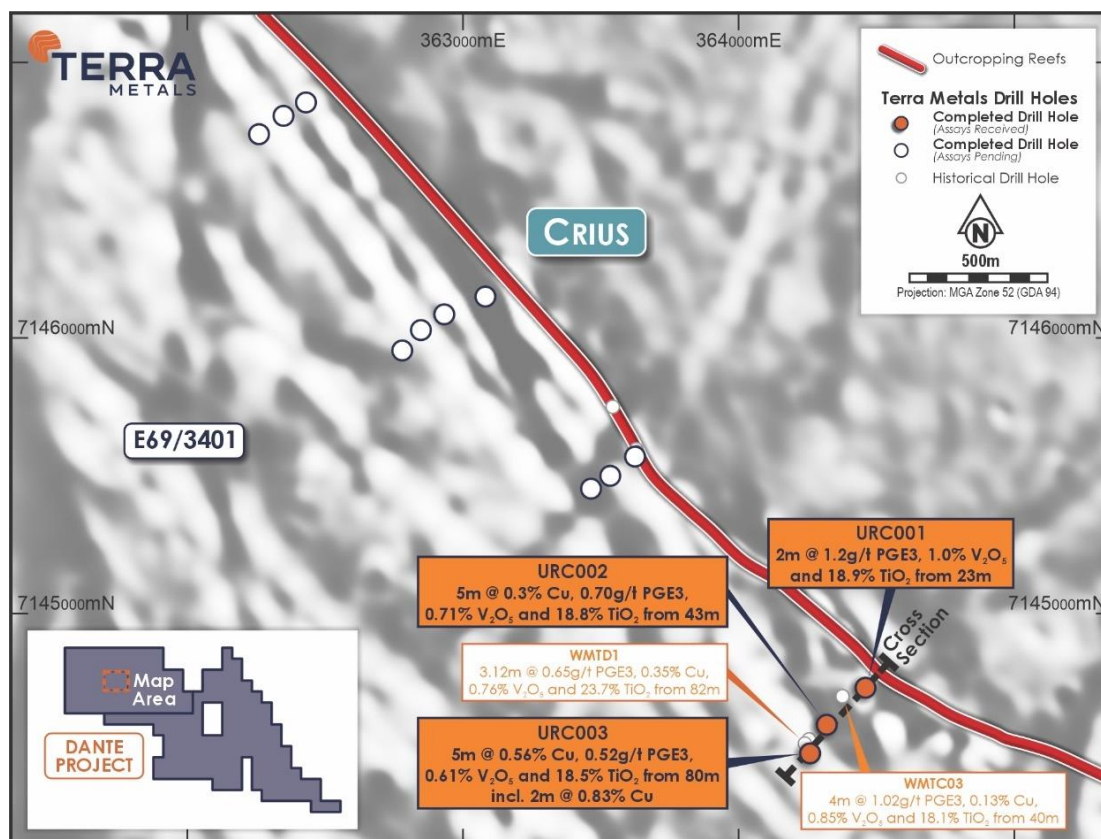 TERRA
METALS
363000mE
364000mE
Outcropping Reefs
Terra Metals Drill Holes
Completed Drill Hole
(Assays Received)
Completed Drill Hole
(Assays Pending)
Historical Drill Hole
N
500m
Projection: MGA Zone 52 (GDA 94)
CRIUS
7146000mN
7146000mN
E69/3401
URC001
2m @ 1.2g/t PGE3, 1.0% V₂O₅
and 18.9% TiO₂ from 23m
URC002
5m @ 0.3% Cu, 0.70g/t PGE3,
0.71% V₂O₅ and 18.8% TiO₂ from 43m
7145000mN
7145000mN
Cross
Section
WMTD1
3.12m @ 0.65g/t PGE3, 0.35% Cu,
0.76% V₂O₅ and 23.7% TiO₂ from 82m
URC003
5m @ 0.56% Cu, 0.52g/t PGE3,
0.61% V₂O₅ and 18.5% TiO₂ from 80m
incl. 2m @ 0.83% Cu
WMTC03
4m @ 1.02g/t PGE3, 0.13% Cu,
0.85% V₂O₅ and 18.1% TiO₂ from 40m
Map
Area
DANTE
PROJECT